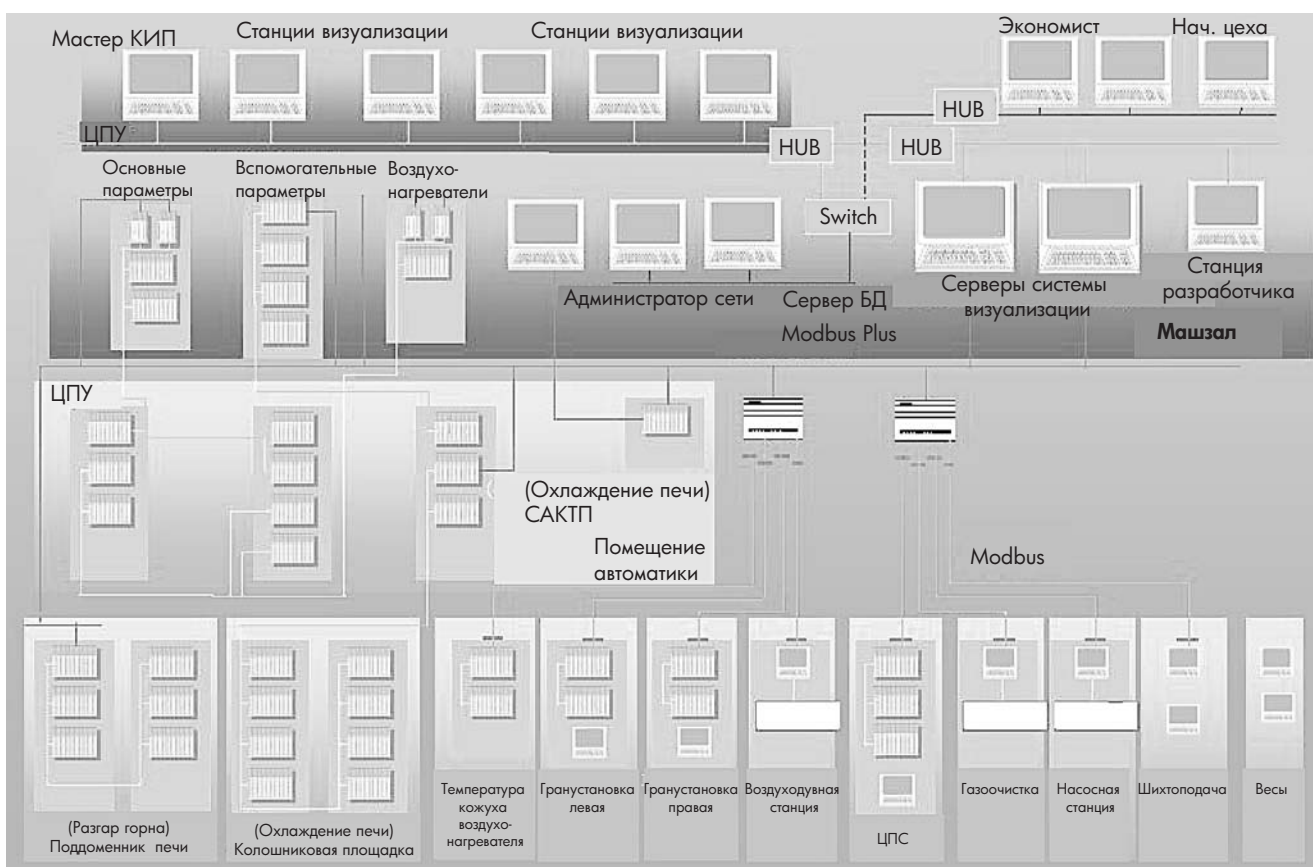 Мастер КИП
Станции визуализации
Станции визуализации
Экономист
Нач. цеха
HUB
ЦПУ
HUB
HUB
Основные
параметры
Вспомогательные
параметры
Воздухо-
нагреватели
Switch
Администратор сети
Сервер БД
Modbus Plus
Серверы системы
визуализации
Станция
разработчика
Машзал
ЦПУ
(Охлаждение печи)
САКТП
Помещение
автоматики
Modbus
(Разгар горна)
Поддоменник печи
(Охлаждение печи)
Колошниковая площадка
Температура
кожуха
воздухо-
нагревателя
Грануустановка
левая
Грануустановка
правая
Воздуходувная
станция
ЦПС
Газоочистка
Насосная
станция
Шихтоподача
Весы